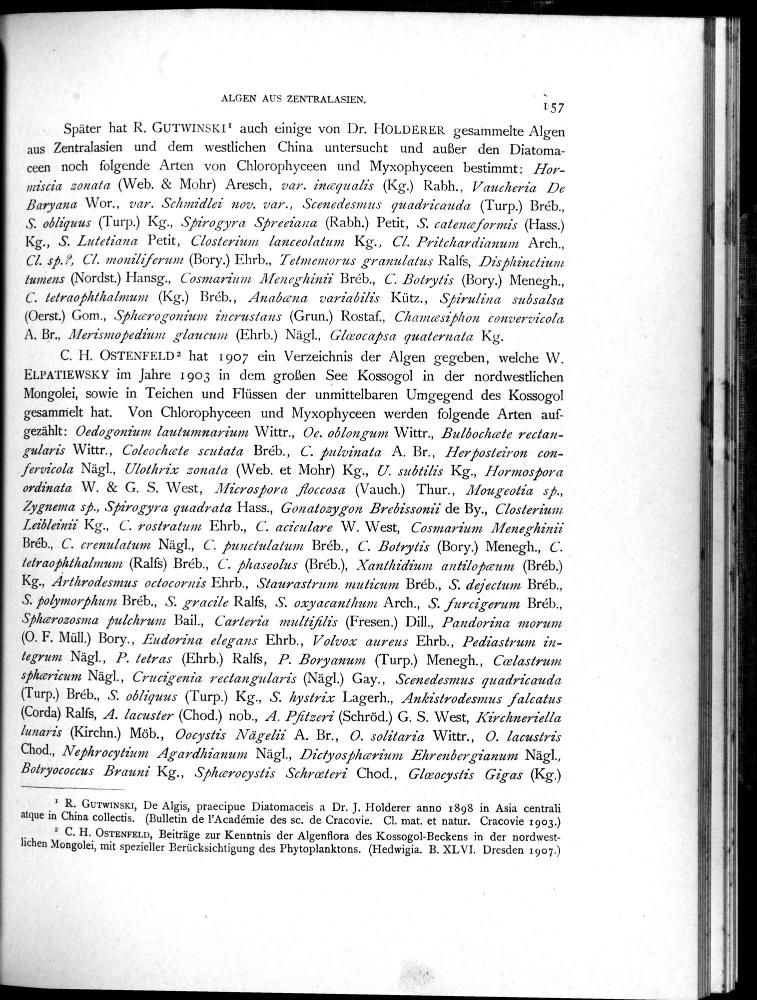 ALGEN AUS ZENTRALASIEN.
157
Später hat R. GUTWINSKI¹ auch einige von Dr. HOLDERER gesammelte Algen
aus Zentralasien und dem westlichen China untersucht und außer den Diatoma-
ceen noch folgende Arten von Chlorophyceen und Myxophyceen bestimmt: Hor-
miscia zonata (Web. & Mohr) Aresch, var. inæqualis (Kg.) Rabh., Vaucheria De
Baryana Wor., var. Schmidlei nov. var., Scenedesmus quadricauda (Turp.) Bréb.,
S. obliquus (Turp.) Kg., Spirogyra Spreeiana (Rabh.) Petit, S. catenæformis (Hass.)
Kg., S. Lutetiana Petit, Closterium lanceolatum Kg., Cl. Pritchardianum Arch.,
Cl. sp.?, Cl. moniliferum (Bory.) Ehrb., Tetmemorus granulatus Ralfs, Disphinctium
tumens (Nordst.) Hansg., Cosmarium Meneghinii Bréb., C. Botrytis (Bory.) Menegh.,
C. tetraophthalmum (Kg.) Bréb., Anabæna variabilis Kütz., Spirulina subsalsa
(Oerst.) Gom., Sphærogonium incrustans (Grun.) Rostaf., Chamæsiphon convervicola
A. Br., Merismopedium glaucum (Ehrb.) Nägl., Glæocapsa quaternata Kg.
C. H. OSTENFELD² hat 1907 ein Verzeichnis der Algen gegeben, welche W.
ELPATIEWSKY im Jahre 1903 in dem großen See Kossogol in der nordwestlichen
Mongolei, sowie in Teichen und Flüssen der unmittelbaren Umgegend des Kossogol
gesammelt hat. Von Chlorophyceen und Myxophyceen werden folgende Arten auf-
gezählt: Oedogonium lautumnarium Wittr., Oe. oblongum Wittr., Bulbochæte rectan-
gularis Wittr., Coleochæte scutata Bréb., C. pulvinata A. Br., Herposteiron con-
fervicola Nägl., Ulothrix zonata (Web. et Mohr) Kg., U. subtilis Kg., Hormospora
ordinata W. & G. S. West, Microspora floccosa (Vauch.) Thur., Mougeotia sp.,
Zygnema sp., Spirogyra quadrata Hass., Gonatozygon Brebissonii de By., Closterium
Leibleinii Kg., C. rostratum Ehrb., C. aciculare W. West, Cosmarium Meneghinii
Bréb., C. crenulatum Nägl., C. punctulatum Bréb., C. Botrytis (Bory.) Menegh., C.
tetraophthalmum (Ralfs) Bréb., C. phaseolus (Bréb.), Xanthidium antilopæum (Bréb.)
Kg., Arthrodesmus octocornis Ehrb., Staurastrum muticum Bréb., S. dejectum Bréb.,
S. polymorphum Bréb., S. gracile Ralfs, S. oxyacanthum Arch., S. furcigerum Bréb.,
Sphærozosma pulchrum Bail., Carteria multifilis (Fresen.) Dill., Pandorina morum
(O. F. Müll.) Bory., Eudorina elegans Ehrb., Volvox aureus Ehrb., Pediastrum in-
tegrum Nägl., P. tetras (Ehrb.) Ralfs, P. Boryanum (Turp.) Menegh., Cœlastrum
sphæricum Nägl., Crucigenia rectangularis (Nägl.) Gay., Scenedesmus quadricauda
(Turp.) Bréb., S. obliquus (Turp.) Kg., S. hystrix Lagerh., Ankistrodesmus falcatus
(Corda) Ralfs, A. lacuster (Chod.) nob., A. Pfitzeri (Schröd.) G. S. West, Kirchneriella
lunaris (Kirchn.) Möb., Oocystis Nägelii A. Br., O. solitaria Wittr., O. lacustris
Chod., Nephrocytium Agardhianum Nägl., Dictyosphærium Ehrenbergianum Nägl.,
Botryococcus Brauni Kg., Sphærocystis Schrœteri Chod., Glæocystis Gigas (Kg.)
¹ R. GUTWINSKI, De Algis, praecipue Diatomaceis a Dr. J. Holderer anno 1898 in Asia centrali
atque in China collectis. (Bulletin de l'Académie des sc. de Cracovie. Cl. mat. et natur. Cracovie 1903.)
² C. H. OSTENFELD, Beiträge zur Kenntnis der Algenflora des Kossogol-Beckens in der nordwest-
lichen Mongolei, mit spezieller Berücksichtigung des Phytoplanktons. (Hedwigia. B. XLVI. Dresden 1907.)